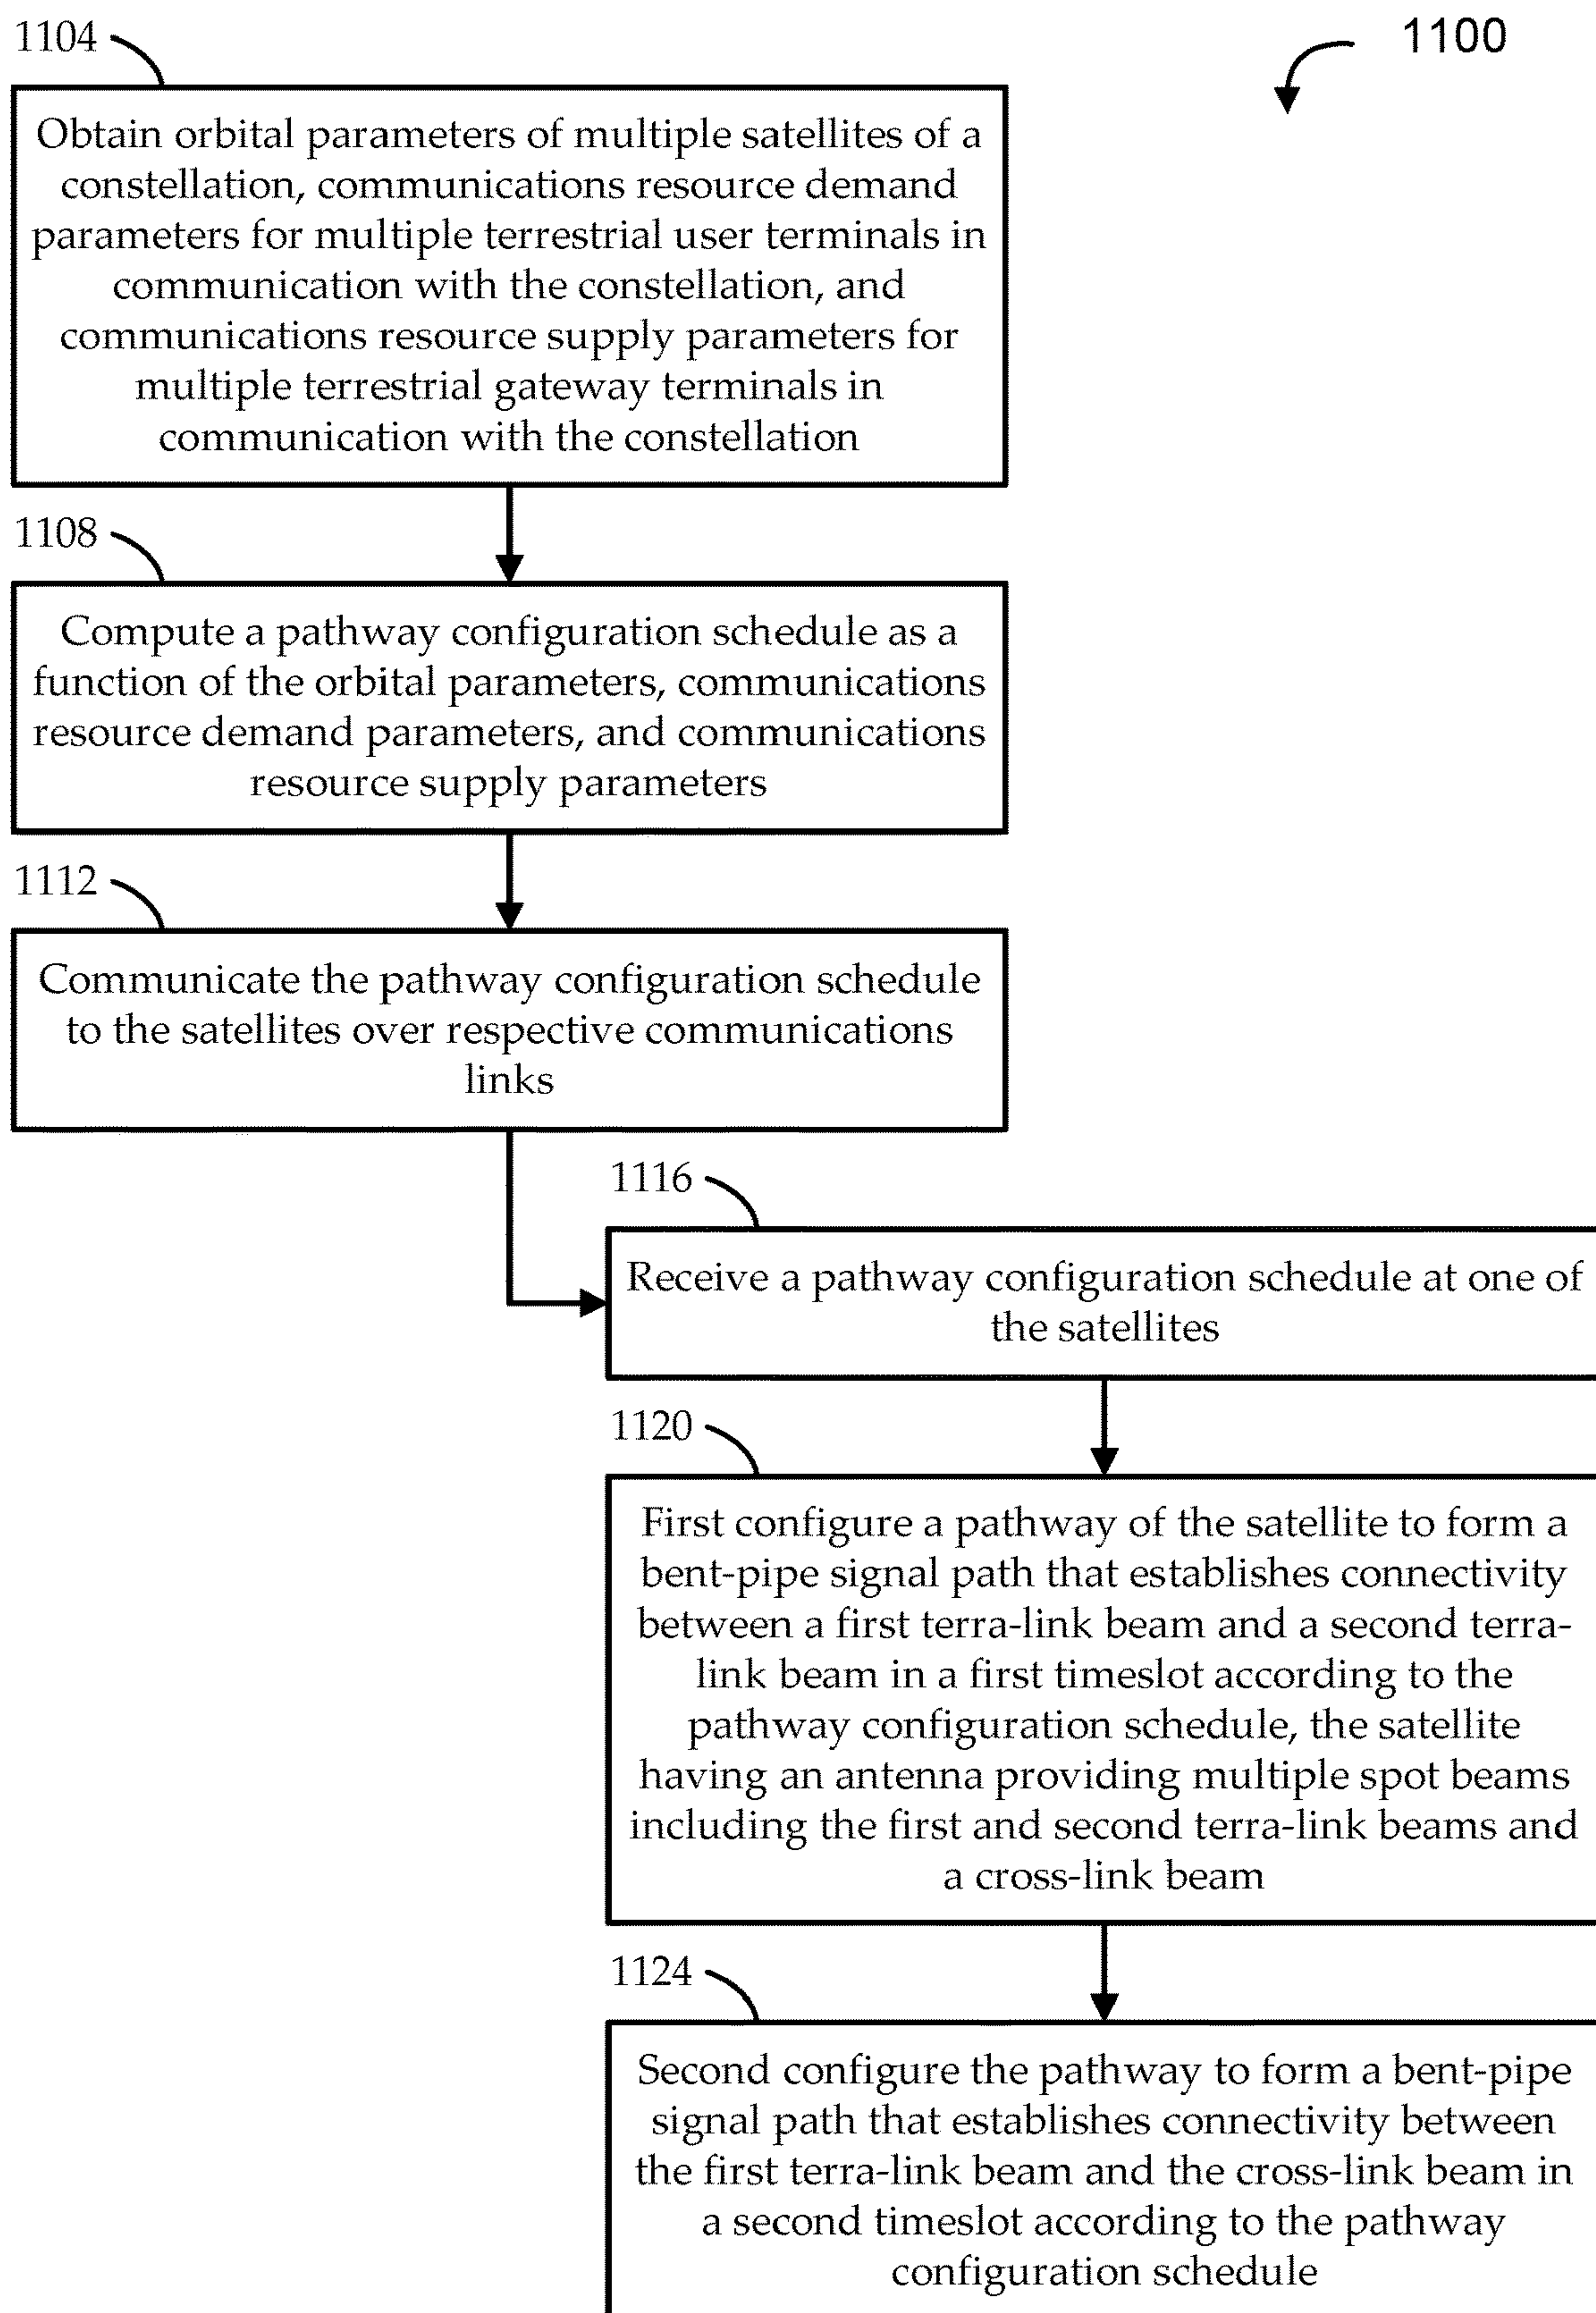 1104
1100
Obtain orbital parameters of multiple satellites of a
constellation, communications resource demand
parameters for multiple terrestrial user terminals in
communication with the constellation, and
communications resource supply parameters for
multiple terrestrial gateway terminals in
communication with the constellation
1108
Compute a pathway configuration schedule as a
function of the orbital parameters, communications
resource demand parameters, and communications
resource supply parameters
1112
Communicate the pathway configuration schedule
to the satellites over respective communications
links
1116
Receive a pathway configuration schedule at one of
the satellites
1120
First configure a pathway of the satellite to form a
bent-pipe signal path that establishes connectivity
between a first terra-link beam and a second terra-
link beam in a first timeslot according to the
pathway configuration schedule, the satellite
having an antenna providing multiple spot beams
including the first and second terra-link beams and
a cross-link beam
1124
Second configure the pathway to form a bent-pipe
signal path that establishes connectivity between
the first terra-link beam and the cross-link beam in
a second timeslot according to the pathway
configuration schedule